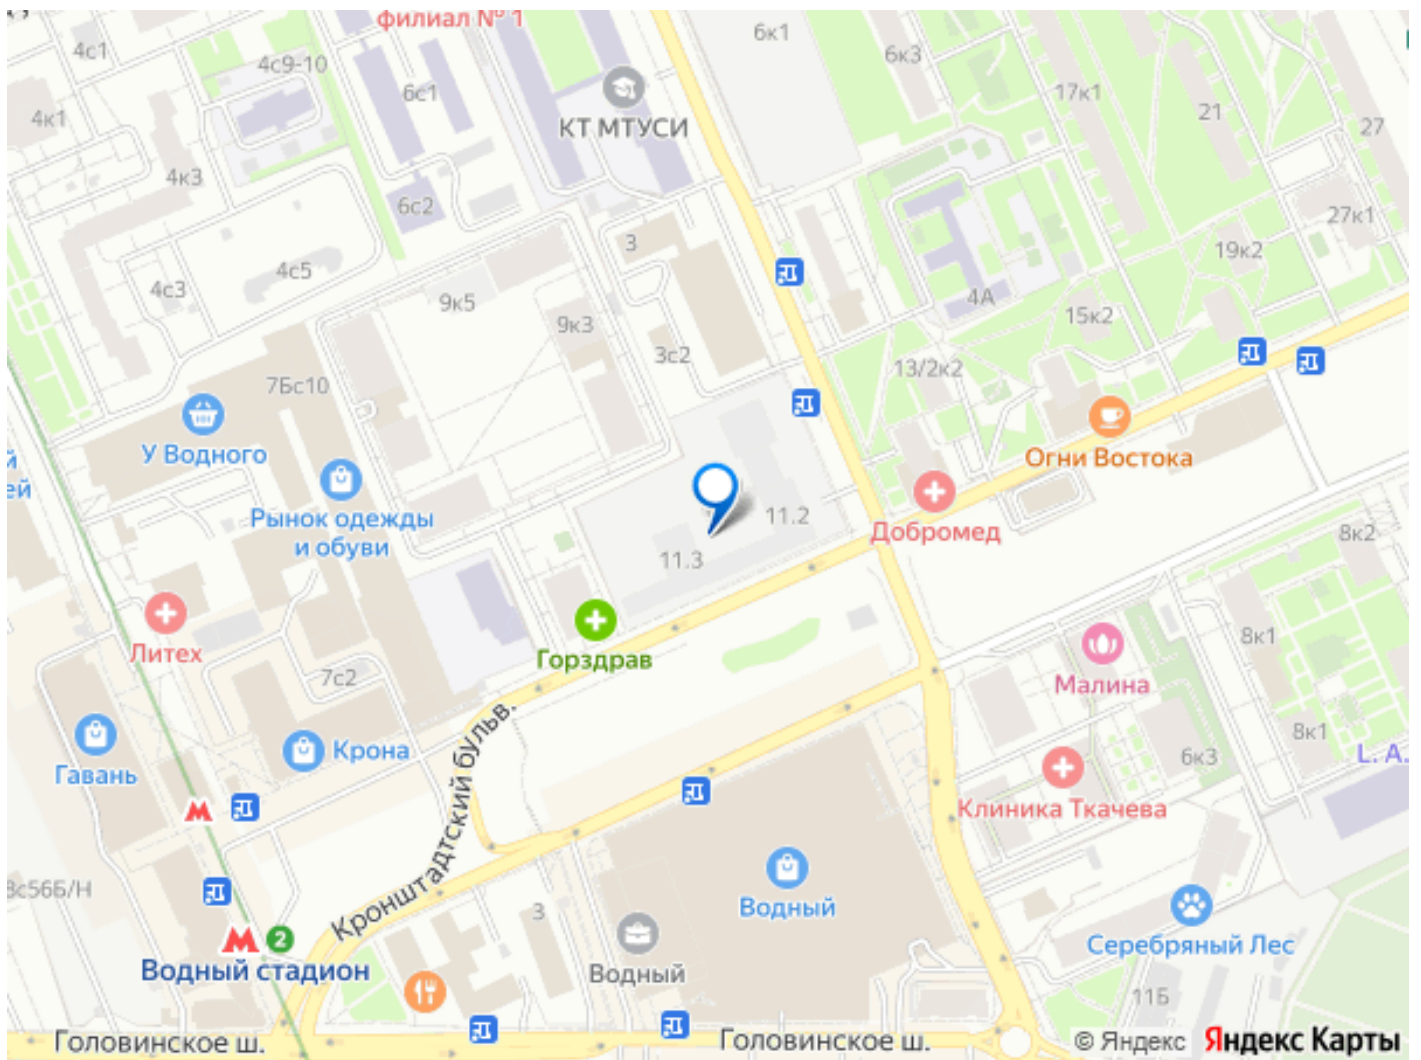 филиал № 1
4с1
4с9-10
6с1
6к1
6к3
КТ МТУСИ
17к1
21
27
4к1
4к3
6с2
3
27к1
19к2
4с5
4с3
9к5
9к3
4А
15к2
3с2
13/2к2
7Бс10
У Водного
Огни Востока
Рынок одежды
и обуви
11.2
Добромед
8к2
11.3
Литех
Горздрав
8к1
7с2
Малина
Крона
8к1
Гавань
6к3
L. A.
Клиника Ткачева
Кронштадтский бульв.
Водный
3
2
Водный стадион
Водный
Серебряный Лес
11Б
Головинское ш.
Головинское ш.
© Яндекс
Яндекс Карты